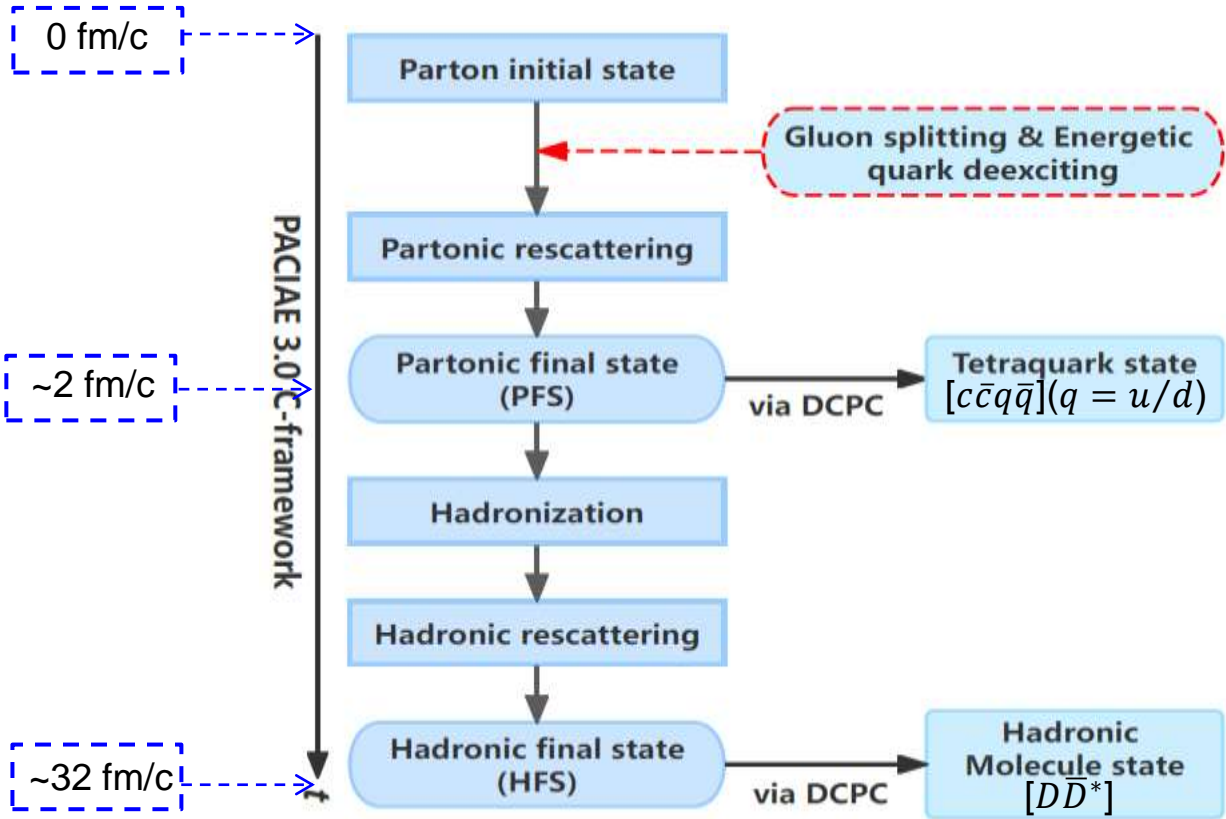 0 fm/c
Parton initial state
Gluon splitting & Energetic
quark deexciting
PACIAE 3.0 C-framework
Partonic rescattering
~2 fm/c
Partonic final state
(PFS)
via DCPC
Tetraquark state
[cc̄qq̄](q = u/d)
Hadronization
Hadronic rescattering
~32 fm/c
t
Hadronic final state
(HFS)
via DCPC
Hadronic
Molecule state
[DD̅*]